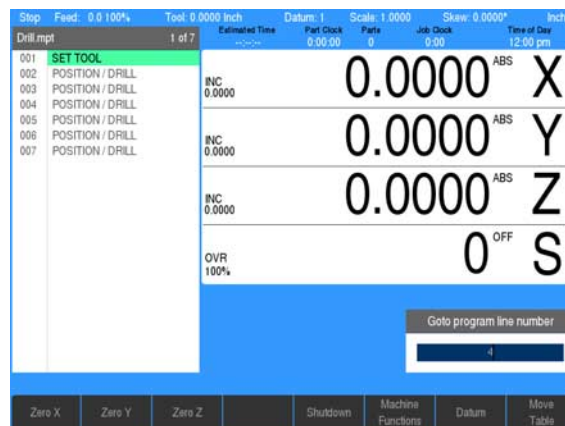 Stop Feed: 0.0 100% Tool: 0.0000 Inch Datum: 1 Scale: 1.0000 Skew: 0.0000° Inch
Drill.mpt 1 of 7
Estimated Time Part Clock Parts Job Clock Time of Day
--:--:-- 0:00:00 0 0:00 12:00 pm
001 SET TOOL
002 POSITION / DRILL
003 POSITION / DRILL
004 POSITION / DRILL
005 POSITION / DRILL
006 POSITION / DRILL
007 POSITION / DRILL
INC 0.0000 0.0000 ABS X
INC 0.0000 0.0000 ABS Y
INC 0.0000 0.0000 ABS Z
OVR 100% 0 OFF S
Goto program line number
4
Zero X Zero Y Zero Z Shutdown Machine Functions Datum Move Table